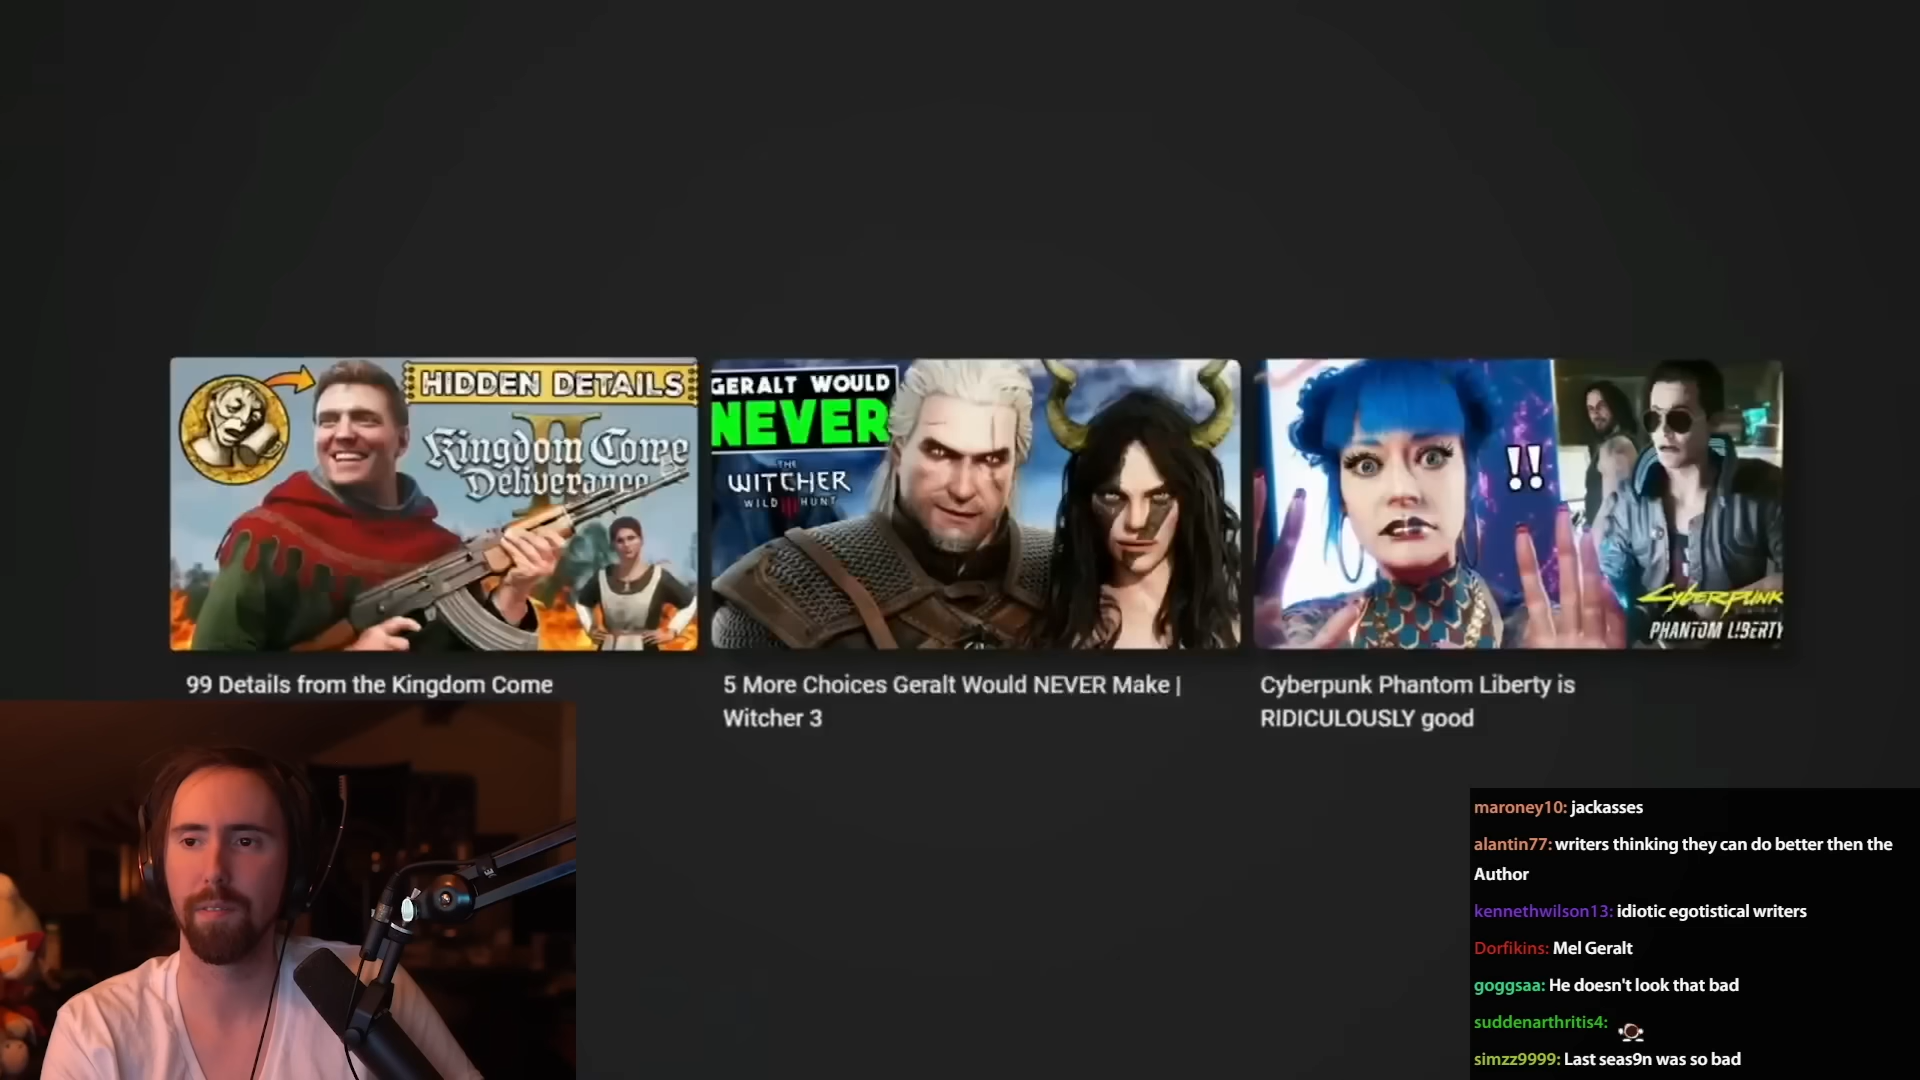 HIDDEN DETAILS
Kingdom Come
Deliverance
II
GERALT WOULD
NEVER
THE
WITCHER
WILD HUNT
!!
CYBERPUNK
PHANTOM LIBERTY
99 Details from the Kingdom Come
5 More Choices Geralt Would NEVER Make |
Witcher 3
Cyberpunk Phantom Liberty is
RIDICULOUSLY good
maroney10: jackasses
alantin77: writers thinking they can do better then the
Author
kennethwilson13: idiotic egotistical writers
Dorfikins: Mel Geralt
goggsaa: He doesn't look that bad
suddenarthritis4:
simzz9999: Last seas9n was so bad